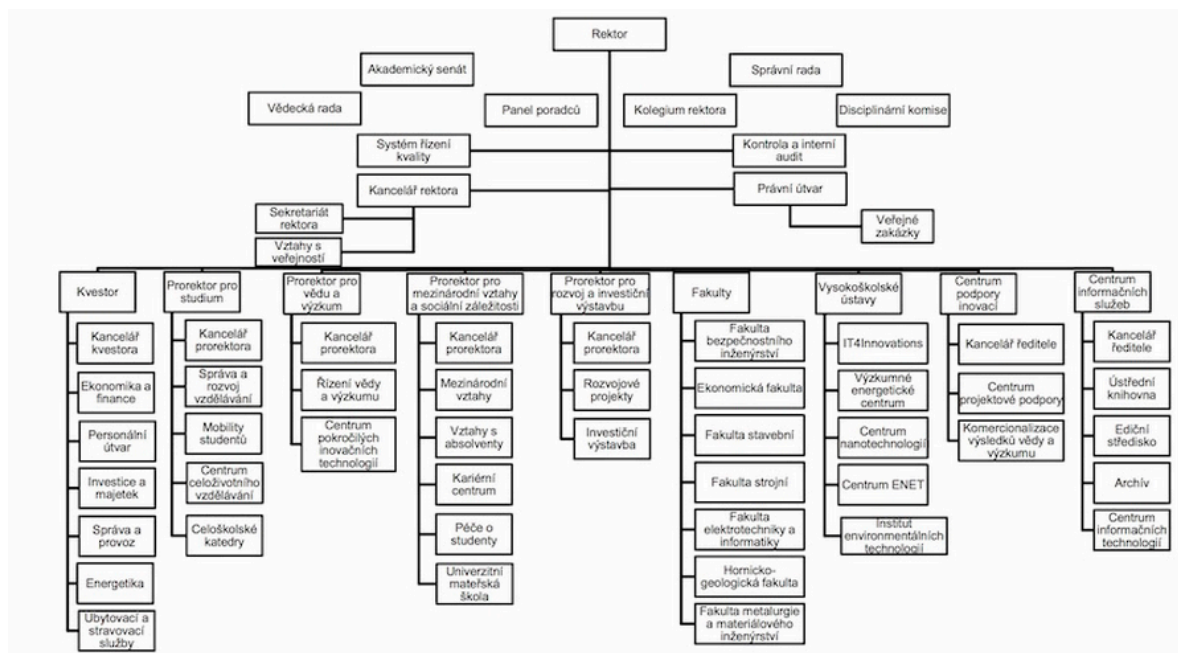 Rektor
Akademický senát
Správní rada
Vědecká rada
Panel poradců
Kolegium rektora
Disciplinární komise
Systém řízení
kvality
Kontrola a interní
audit
Kancelář rektora
Právní útvar
Sekretariát
rektora
Vztahy s
veřejností
Veřejné
zakázky
Kvestor
Kancelář
kvestora
Ekonomika a
finance
Personální
útvar
Investice a
majetek
Správa a
provoz
Energetika
Ubytovací a
stravovací
služby
Prorektor pro
studium
Kancelář
prorektora
Správa a
rozvoj
vzdělávání
Mobility
studentů
Centrum
celoživotního
vzdělávání
Celoškolské
katedry
Prorektor pro
vědu a
výzkum
Kancelář
prorektora
Řízení vědy
a výzkumu
Centrum
pokročilých
inovačních
technologií
Prorektor pro
mezinárodní vztahy
a sociální záležitosti
Kancelář
prorektora
Mezinárodní
vztahy
Vztahy s
absolventy
Kariérní
centrum
Péče o
studenty
Univerzitní
mateřská
škola
Prorektor pro
rozvoj a investiční
výstavbu
Kancelář
prorektora
Rozvojové
projekty
Investiční
výstavba
Fakulty
Fakulta
bezpečnostního
inženýrství
Ekonomická fakulta
Fakulta stavební
Fakulta strojní
Fakulta
elektrotechniky a
informatiky
Hornicko-
geologická fakulta
Fakulta metalurgie
a materiálového
inženýrství
Vysokoškolské
ústavy
IT4Innovations
Výzkumné
energetické
centrum
Centrum
nanotechnologií
Centrum ENET
Institut
environmentálních
technologií
Centrum
podpory
inovací
Kancelář ředitele
Centrum
projektové podpory
Komercionalizace
výsledků vědy a
výzkumu
Centrum
informačních
služeb
Kancelář
ředitele
Ústřední
knihovna
Ediční
středisko
Archív
Centrum
informačních
technologií